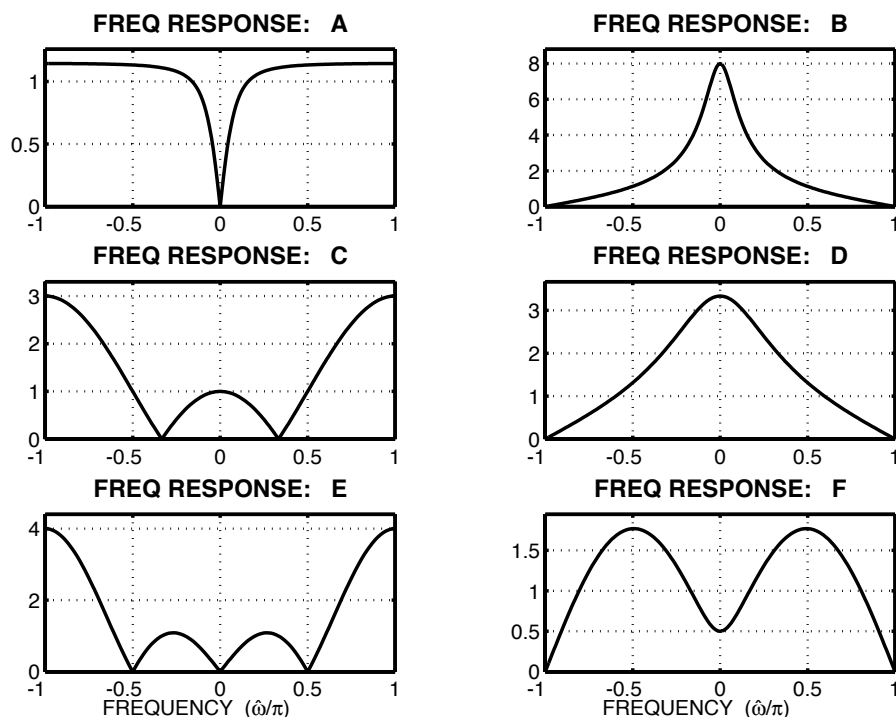 FREQ RESPONSE: A
1
0.5
0
-1 -0.5 0 0.5 1
FREQ RESPONSE: B
8
6
4
2
0
-1 -0.5 0 0.5 1
FREQ RESPONSE: C
3
2
1
0
-1 -0.5 0 0.5 1
FREQ RESPONSE: D
3
2
1
0
-1 -0.5 0 0.5 1
FREQ RESPONSE: E
4
2
0
-1 -0.5 0 0.5 1
FREQUENCY (ω̂/π)
FREQ RESPONSE: F
1.5
1
0.5
0
-1 -0.5 0 0.5 1
FREQUENCY (ω̂/π)